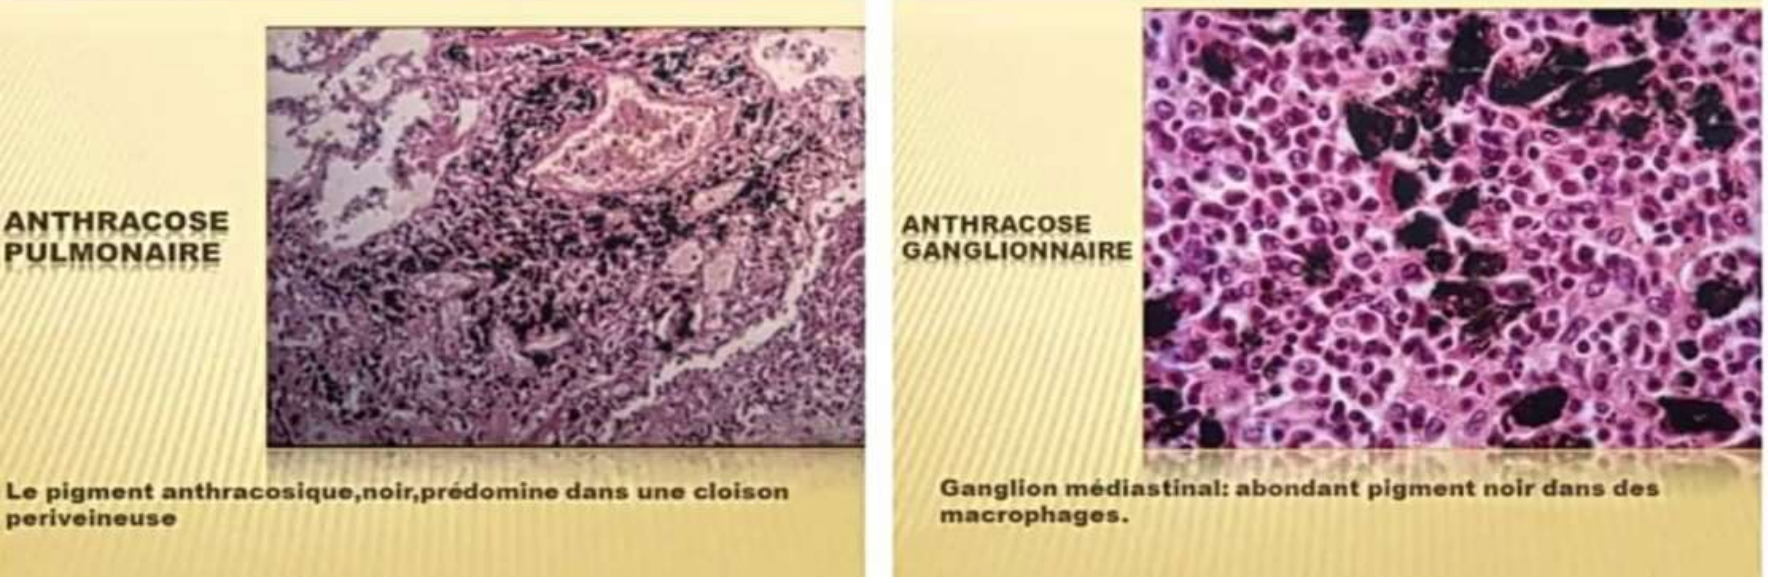 ANTHRACOSE
PULMONAIRE
Le pigment anthracosique,noir,prédomine dans une cloison
periveineuse
ANTHRACOSE
GANGLIONNAIRE
Ganglion médiastinal: abondant pigment noir dans des
macrophages.